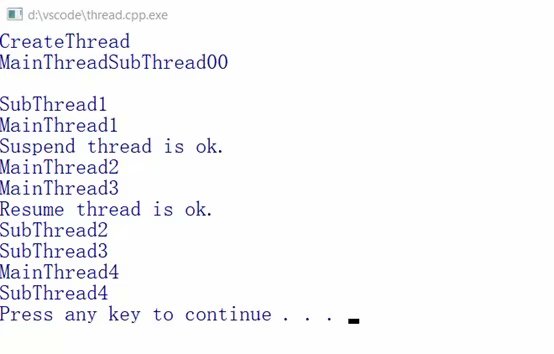 d:\vscode\thread.cpp.exe
CreateThread
MainThreadSubThread00
SubThread1
MainThread1
Suspend thread is ok.
MainThread2
MainThread3
Resume thread is ok.
SubThread2
SubThread3
MainThread4
SubThread4
Press any key to continue . . .